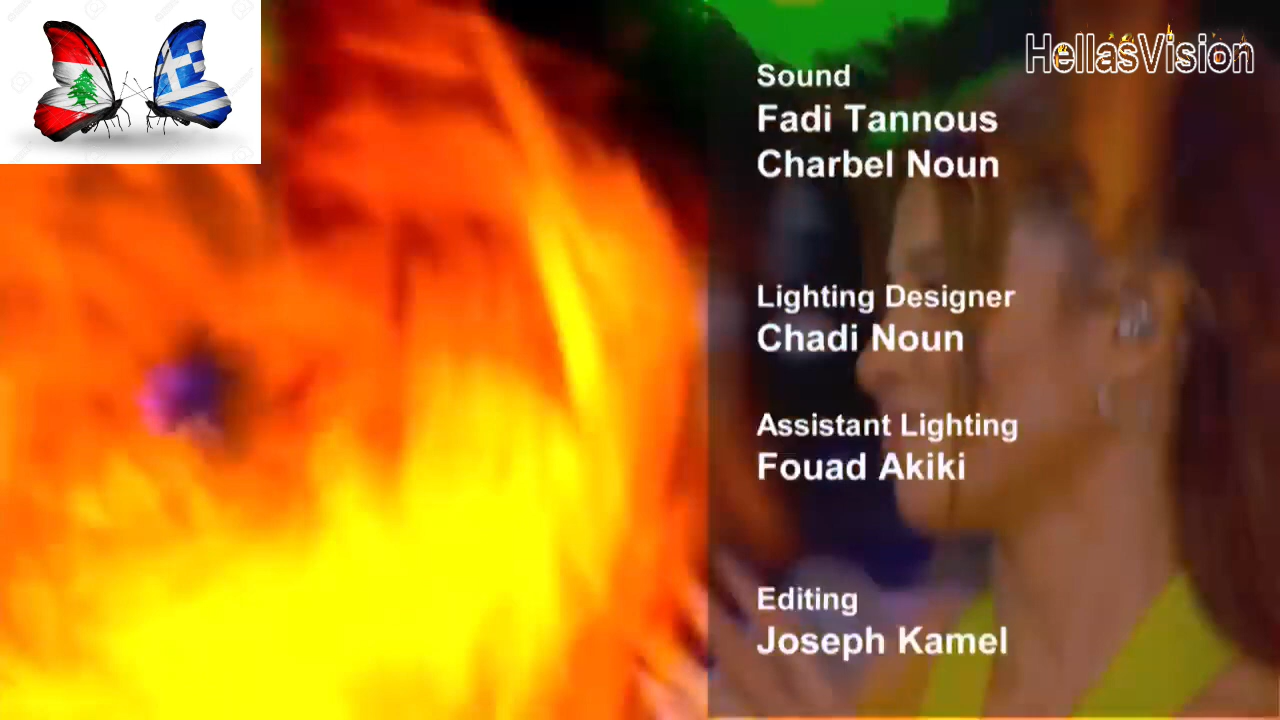 HellasVision
Sound
Fadi Tannous
Charbel Noun
Lighting Designer
Chadi Noun
Assistant Lighting
Fouad Akiki
Editing
Joseph Kamel